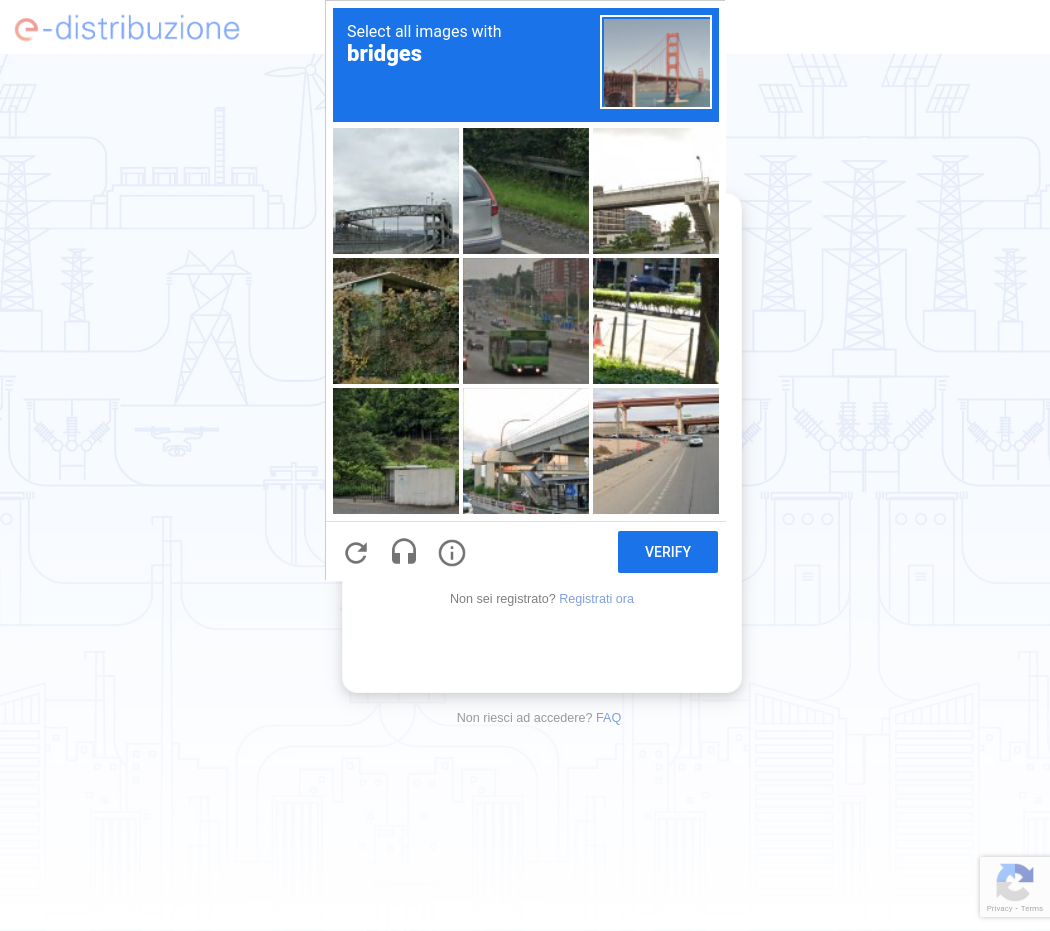 e-distribuzione
Select all images with
bridges
VERIFY
Non sei registrato? Registrati ora
Non riesci ad accedere? FAQ
Privacy - Terms